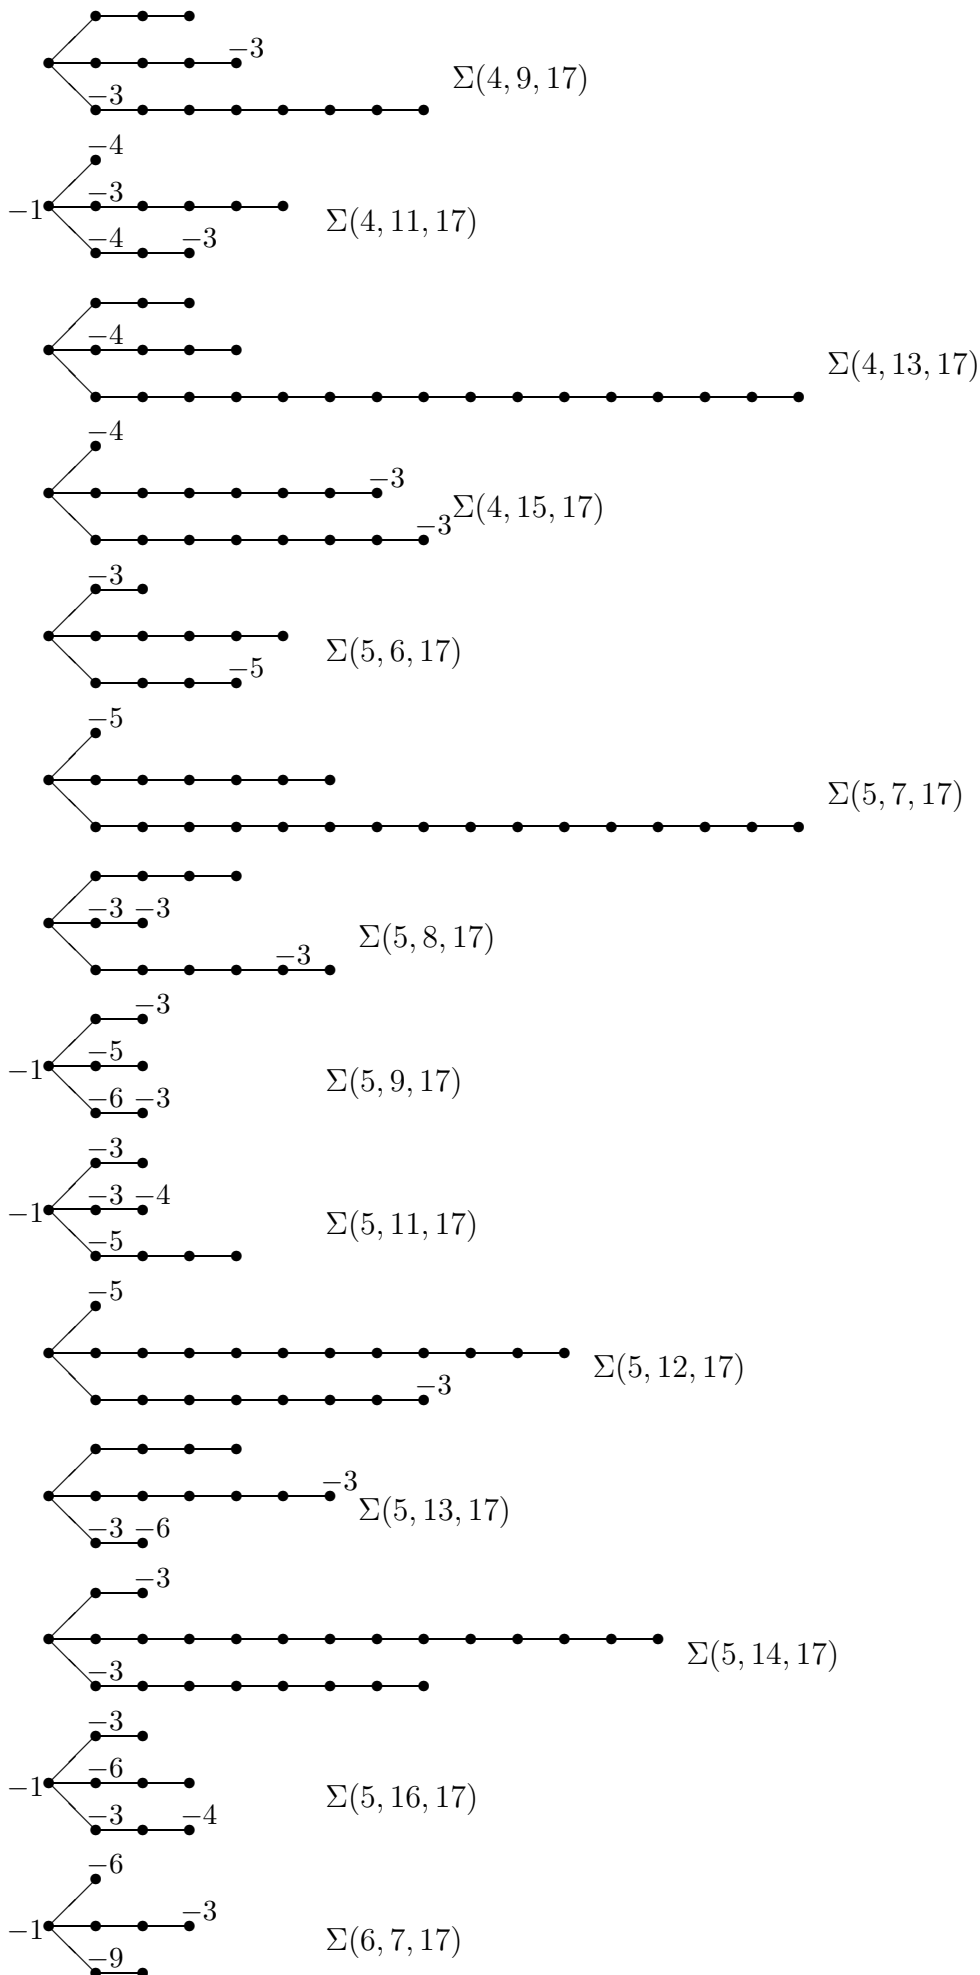 −3
−3
Σ(4, 9, 17)
−4
−1 −3
Σ(4, 11, 17)
−4 −3
−4
Σ(4, 13, 17)
−4
−3
−3
Σ(4, 15, 17)
−3
Σ(5, 6, 17)
−5
−5
Σ(5, 7, 17)
−3 −3
−3
Σ(5, 8, 17)
−3
−1 −5
−6 −3
Σ(5, 9, 17)
−3
−1 −3 −4
−5
Σ(5, 11, 17)
−5
Σ(5, 12, 17)
−3
−3
Σ(5, 13, 17)
−3 −6
−3
Σ(5, 14, 17)
−3
−3
−1 −6
Σ(5, 16, 17)
−3 −4
−6
−1 −3
Σ(6, 7, 17)
−9